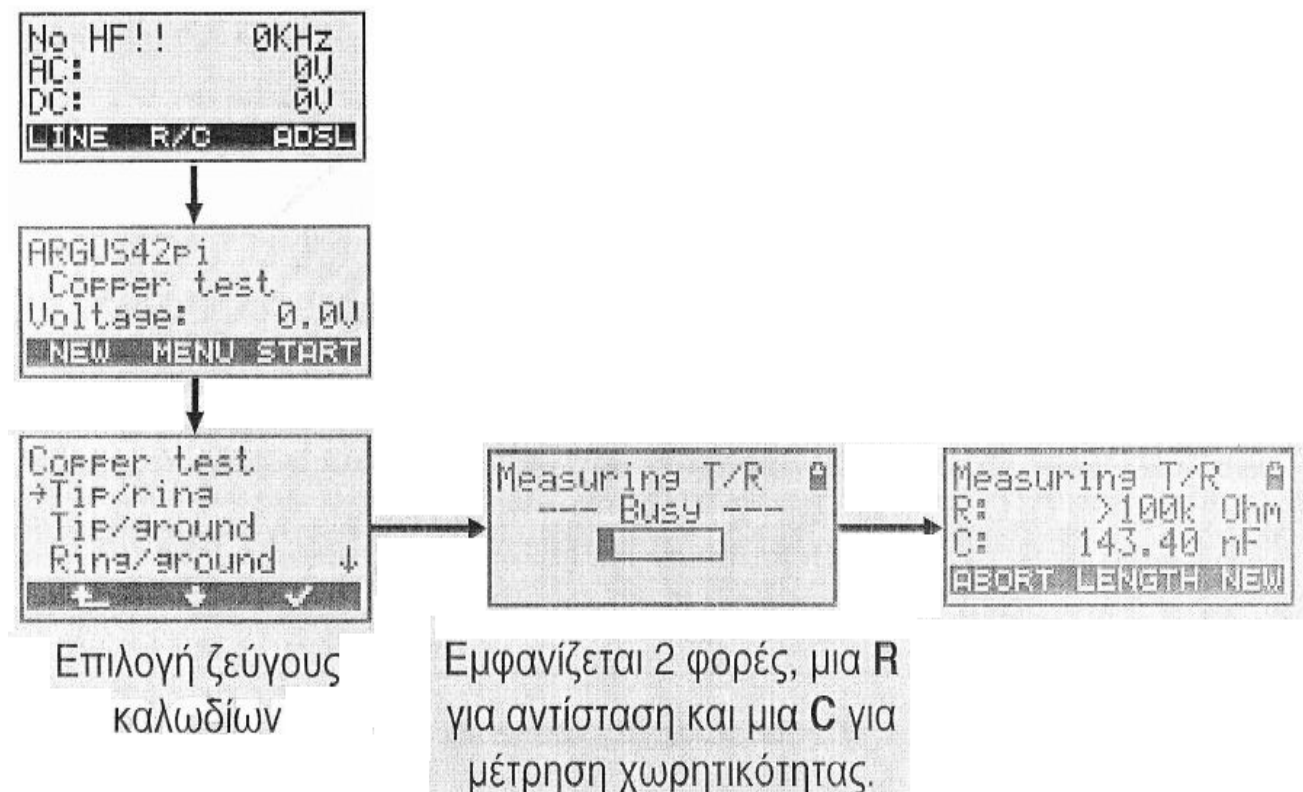 No HF!! 0KHz
AC: 0V
DC: 0V
LINE R/C ADSL
ARGUS42pi
Copper test
Voltage: 0.0V
NEW MENU START
Copper test
→Tip/ring
Tip/ground
Ring/ground ↓
Επιλογή ζεύγους
καλωδίων
Measuring T/R
--- Busy ---
Εμφανίζεται 2 φορές, μια R
για αντίσταση και μια C για
μέτρηση χωρητικότητας.
Measuring T/R
R: >100k Ohm
C: 143.40 nF
ABORT LENGTH NEW